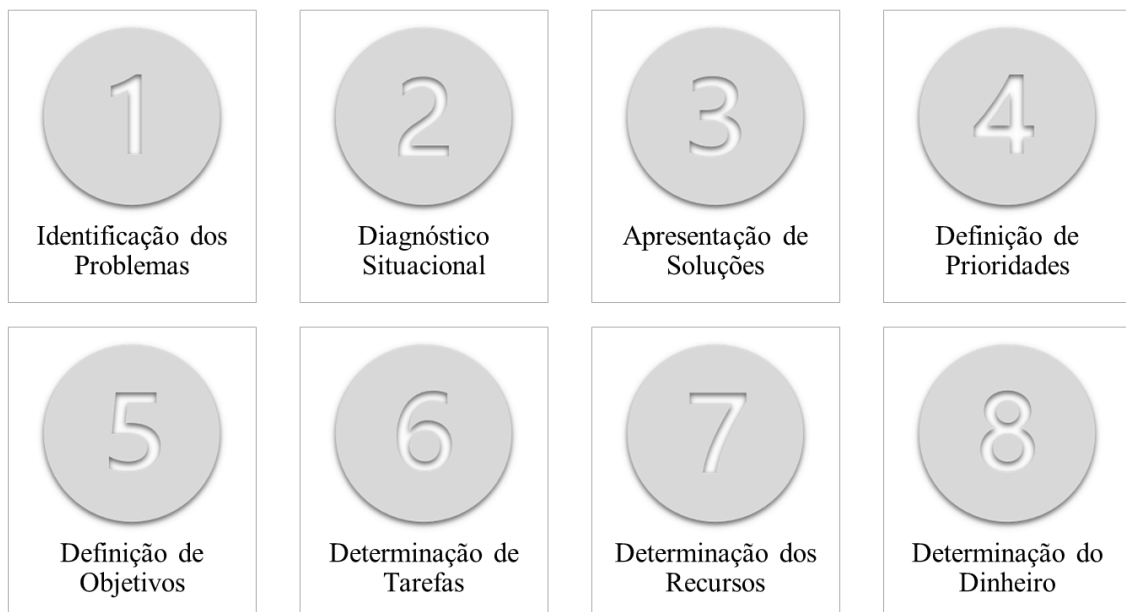 1
Identificação dos
Problemas
2
Diagnóstico
Situacional
3
Apresentação de
Soluções
4
Definição de
Prioridades
5
Definição de
Objetivos
6
Determinação de
Tarefas
7
Determinação dos
Recursos
8
Determinação do
Dinheiro